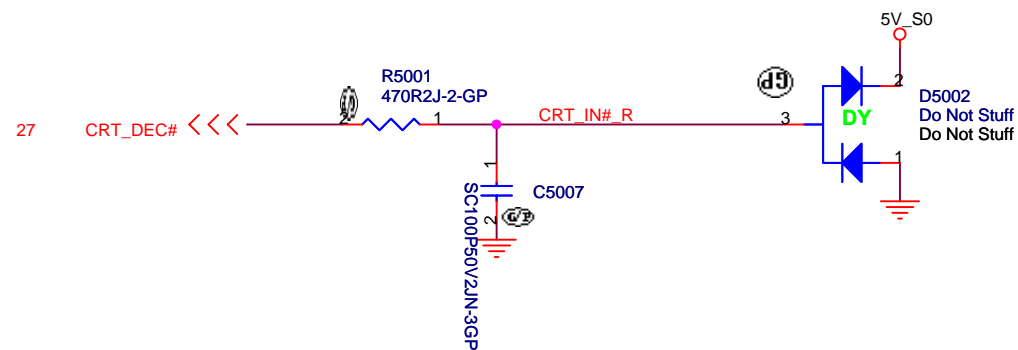 5V_S0
R5001
470R2J-2-GP
GP
2
D5002
Do Not Stuff
Do Not Stuff
27
CRT_DEC#
2
1
CRT_IN#_R
3
DY
1
1
C5007
SC100P50V2JN-3GP
2